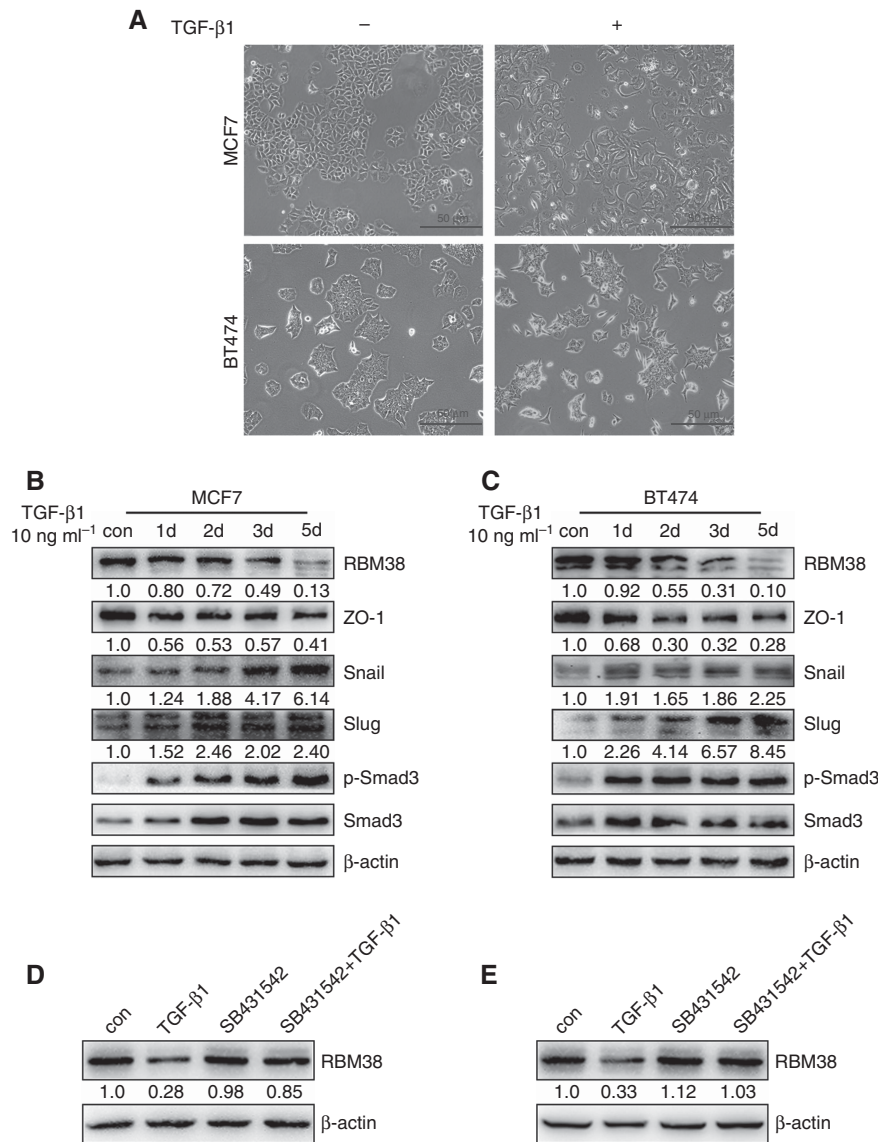 A
TGF-β1
–
+
MCF7
50 μm
50 μm
BT474
50 μm
50 μm
B
MCF7
TGF-β1
10 ng ml⁻¹
con 1d 2d 3d 5d
RBM38
1.0 0.80 0.72 0.49 0.13
ZO-1
1.0 0.56 0.53 0.57 0.41
Snail
1.0 1.24 1.88 4.17 6.14
Slug
1.0 1.52 2.46 2.02 2.40
p-Smad3
Smad3
β-actin
C
BT474
TGF-β1
10 ng ml⁻¹
con 1d 2d 3d 5d
RBM38
1.0 0.92 0.55 0.31 0.10
ZO-1
1.0 0.68 0.30 0.32 0.28
Snail
1.0 1.91 1.65 1.86 2.25
Slug
1.0 2.26 4.14 6.57 8.45
p-Smad3
Smad3
β-actin
D
con TGF-β1 SB431542 SB431542+TGF-β1
RBM38
1.0 0.28 0.98 0.85
β-actin
E
con TGF-β1 SB431542 SB431542+TGF-β1
RBM38
1.0 0.33 1.12 1.03
β-actin